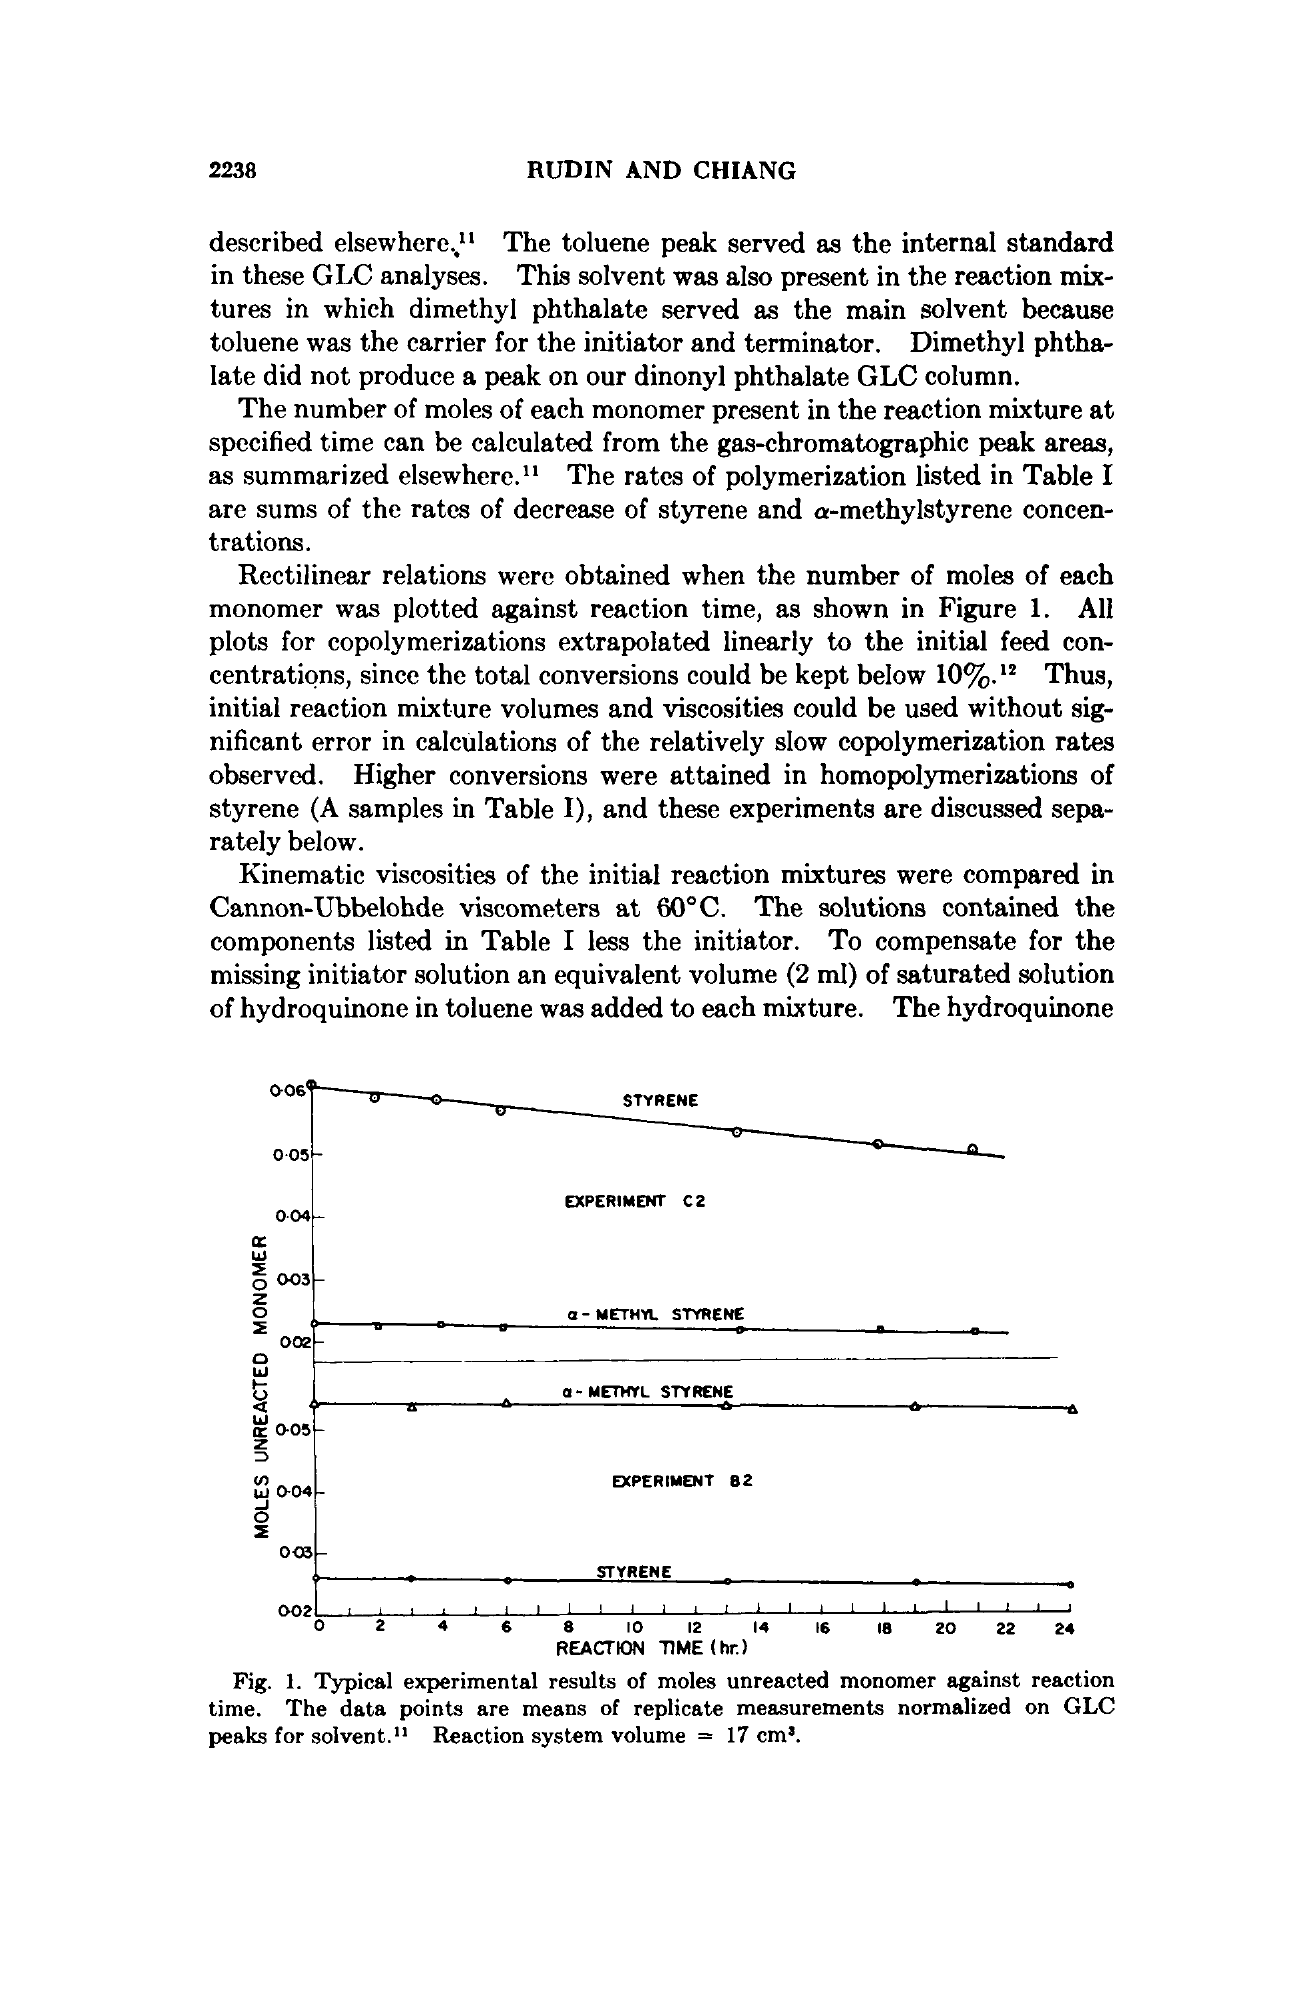 2238 RUDIN AND CHIANG
described elsewhere.¹¹ The toluene peak served as the internal standard
in these GLC analyses. This solvent was also present in the reaction mix-
tures in which dimethyl phthalate served as the main solvent because
toluene was the carrier for the initiator and terminator. Dimethyl phtha-
late did not produce a peak on our dinonyl phthalate GLC column.
The number of moles of each monomer present in the reaction mixture at
specified time can be calculated from the gas-chromatographic peak areas,
as summarized elsewhere.¹¹ The rates of polymerization listed in Table I
are sums of the rates of decrease of styrene and α-methylstyrene concen-
trations.
Rectilinear relations were obtained when the number of moles of each
monomer was plotted against reaction time, as shown in Figure 1. All
plots for copolymerizations extrapolated linearly to the initial feed con-
centrations, since the total conversions could be kept below 10%.¹² Thus,
initial reaction mixture volumes and viscosities could be used without sig-
nificant error in calculations of the relatively slow copolymerization rates
observed. Higher conversions were attained in homopolymerizations of
styrene (A samples in Table I), and these experiments are discussed sepa-
rately below.
Kinematic viscosities of the initial reaction mixtures were compared in
Cannon-Ubbelohde viscometers at 60°C. The solutions contained the
components listed in Table I less the initiator. To compensate for the
missing initiator solution an equivalent volume (2 ml) of saturated solution
of hydroquinone in toluene was added to each mixture. The hydroquinone
MOLES UNREACTED MONOMER
0·06
STYRENE
0·05
EXPERIMENT C2
0·04
0·03
α - METHYL STYRENE
0·02
α - METHYL STYRENE
0·05
EXPERIMENT B2
0·04
0·03
STYRENE
0·02
0 2 4 6 8 10 12 14 16 18 20 22 24
REACTION TIME (hr.)
Fig. 1. Typical experimental results of moles unreacted monomer against reaction
time. The data points are means of replicate measurements normalized on GLC
peaks for solvent.¹¹ Reaction system volume = 17 cm³.